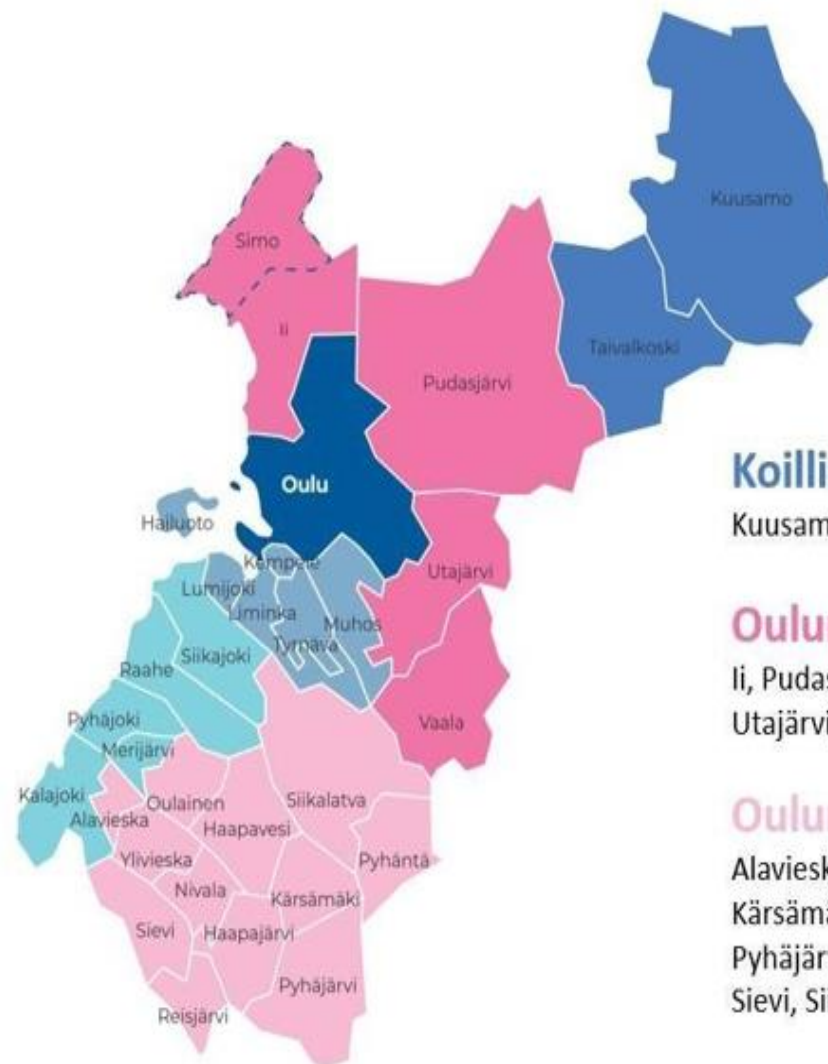 Kuusamo
Simo
Ii
Taivalkoski
Pudasjärvi
Oulu
Hailuoto
Kempele
Utajärvi
Lumijoki
Liminka
Muhos
Tyrnävä
Siikajoki
Raahe
Pyhäjoki
Vaala
Merijärvi
Kalajoki
Oulainen
Siikalatva
Alavieska
Haapavesi
Ylivieska
Pyhäntä
Nivala
Kärsämäki
Sievi
Haapajärvi
Pyhäjärvi
Reisjärvi
Koilli
Kuusam
Oulu
Ii, Pudas
Utajärvi
Oulu
Alaviesk
Kärsämä
Pyhäjär
Sievi, Si